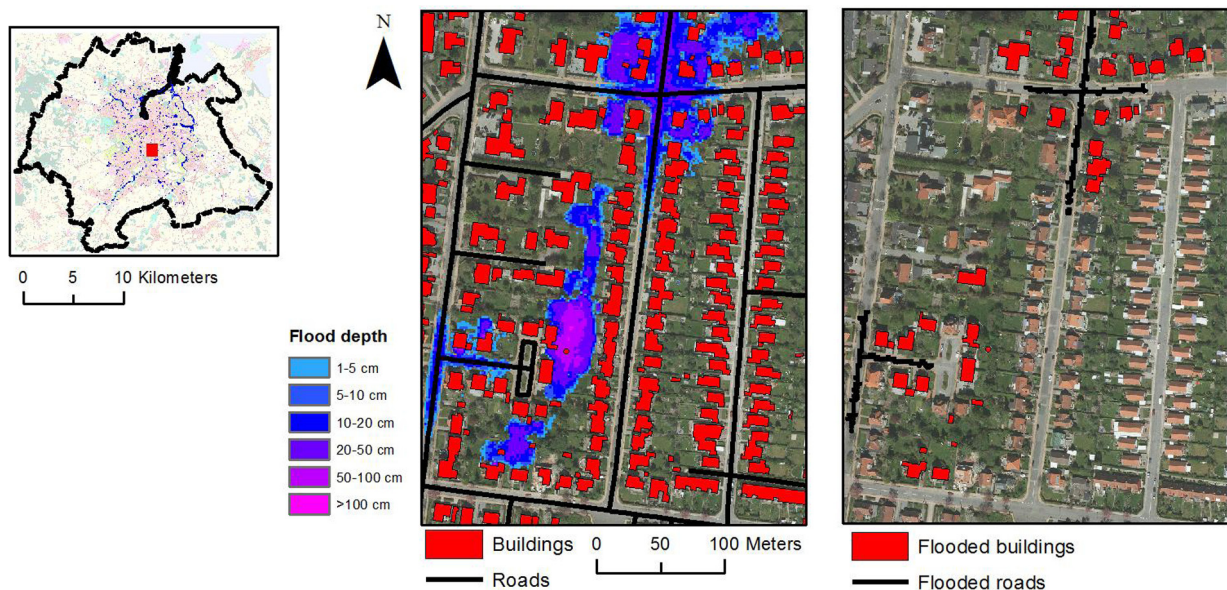 N
0 5 10 Kilometers
Flood depth
1-5 cm
5-10 cm
10-20 cm
20-50 cm
50-100 cm
>100 cm
Buildings
Roads
0 50 100 Meters
Flooded buildings
Flooded roads